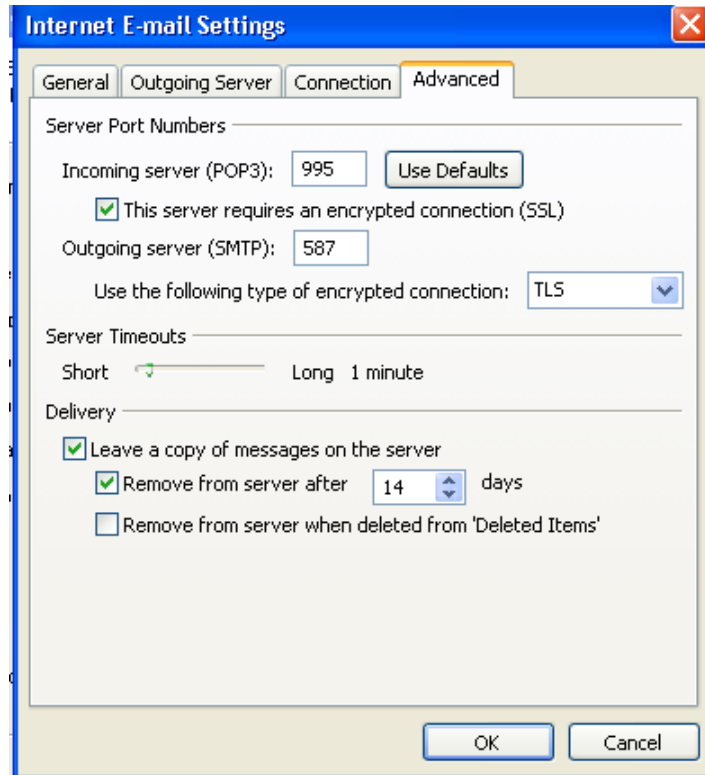 Internet E-mail Settings
General Outgoing Server Connection Advanced
Server Port Numbers
Incoming server (POP3): 995 Use Defaults
This server requires an encrypted connection (SSL)
Outgoing server (SMTP): 587
Use the following type of encrypted connection: TLS
Server Timeouts
Short Long 1 minute
Delivery
Leave a copy of messages on the server
Remove from server after 14 days
Remove from server when deleted from 'Deleted Items'
OK Cancel